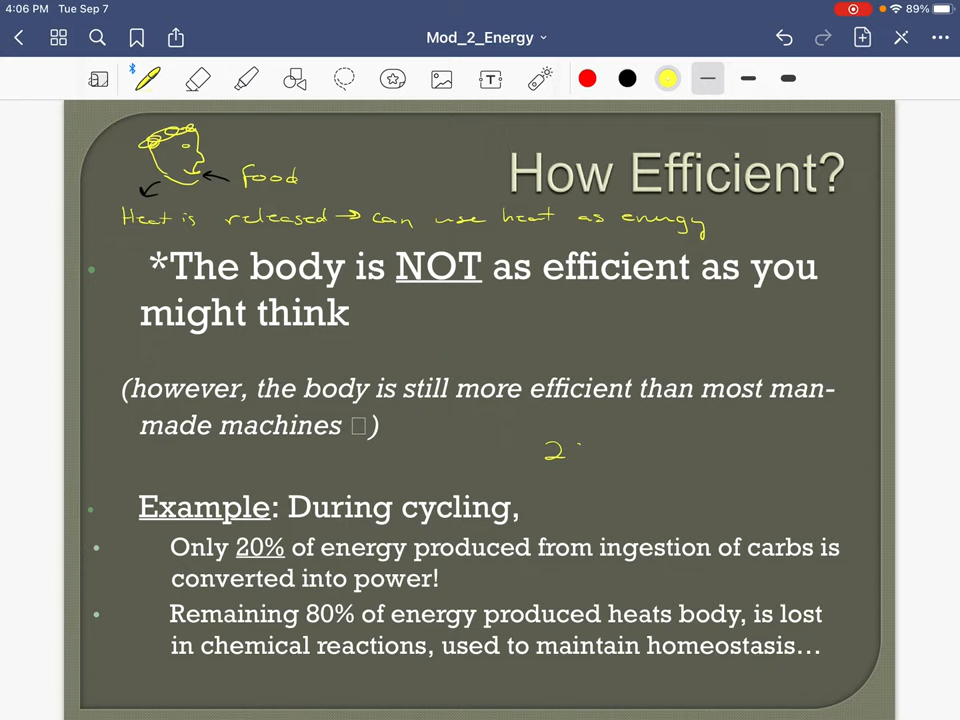 4:06 PM Tue Sep 7
89%
Mod_2_Energy
T
How Efficient?
Food
Heat is released → can use heat as energy
*The body is NOT as efficient as you
might think
(however, the body is still more efficient than most man-
made machines □)
2
Example: During cycling,
Only 20% of energy produced from ingestion of carbs is
converted into power!
Remaining 80% of energy produced heats body, is lost
in chemical reactions, used to maintain homeostasis...